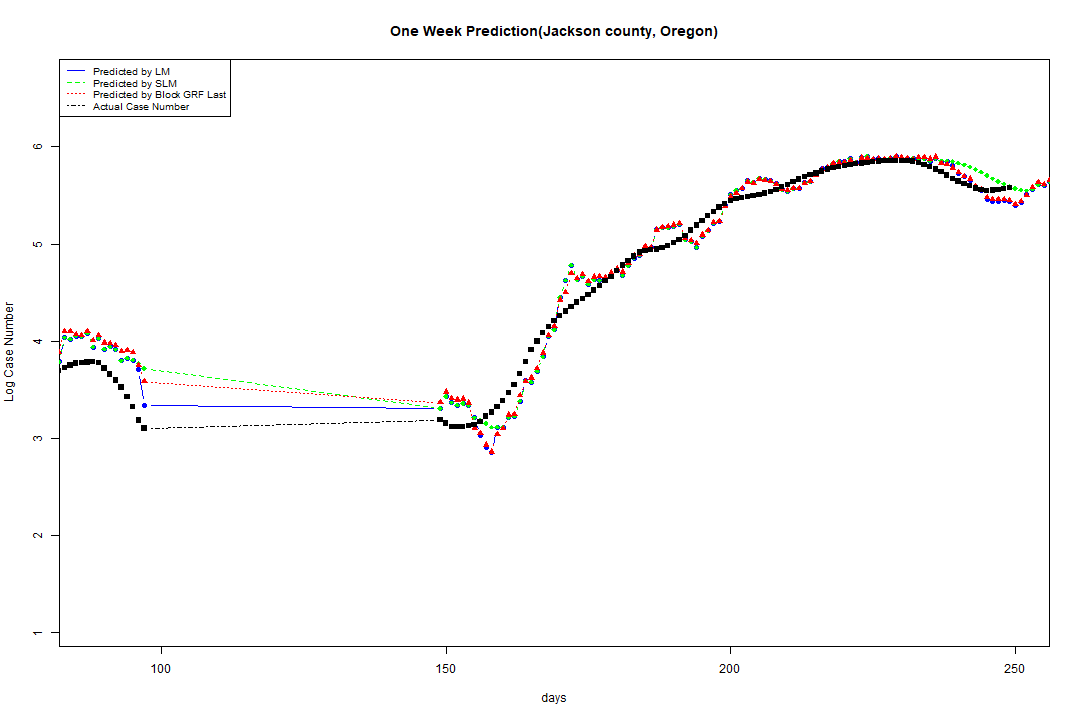 One Week Prediction(Jackson county, Oregon)
Predicted by LM
Predicted by SLM
Predicted by Block GRF Last
Actual Case Number
Log Case Number
6
5
4
3
2
1
100
150
200
250
days